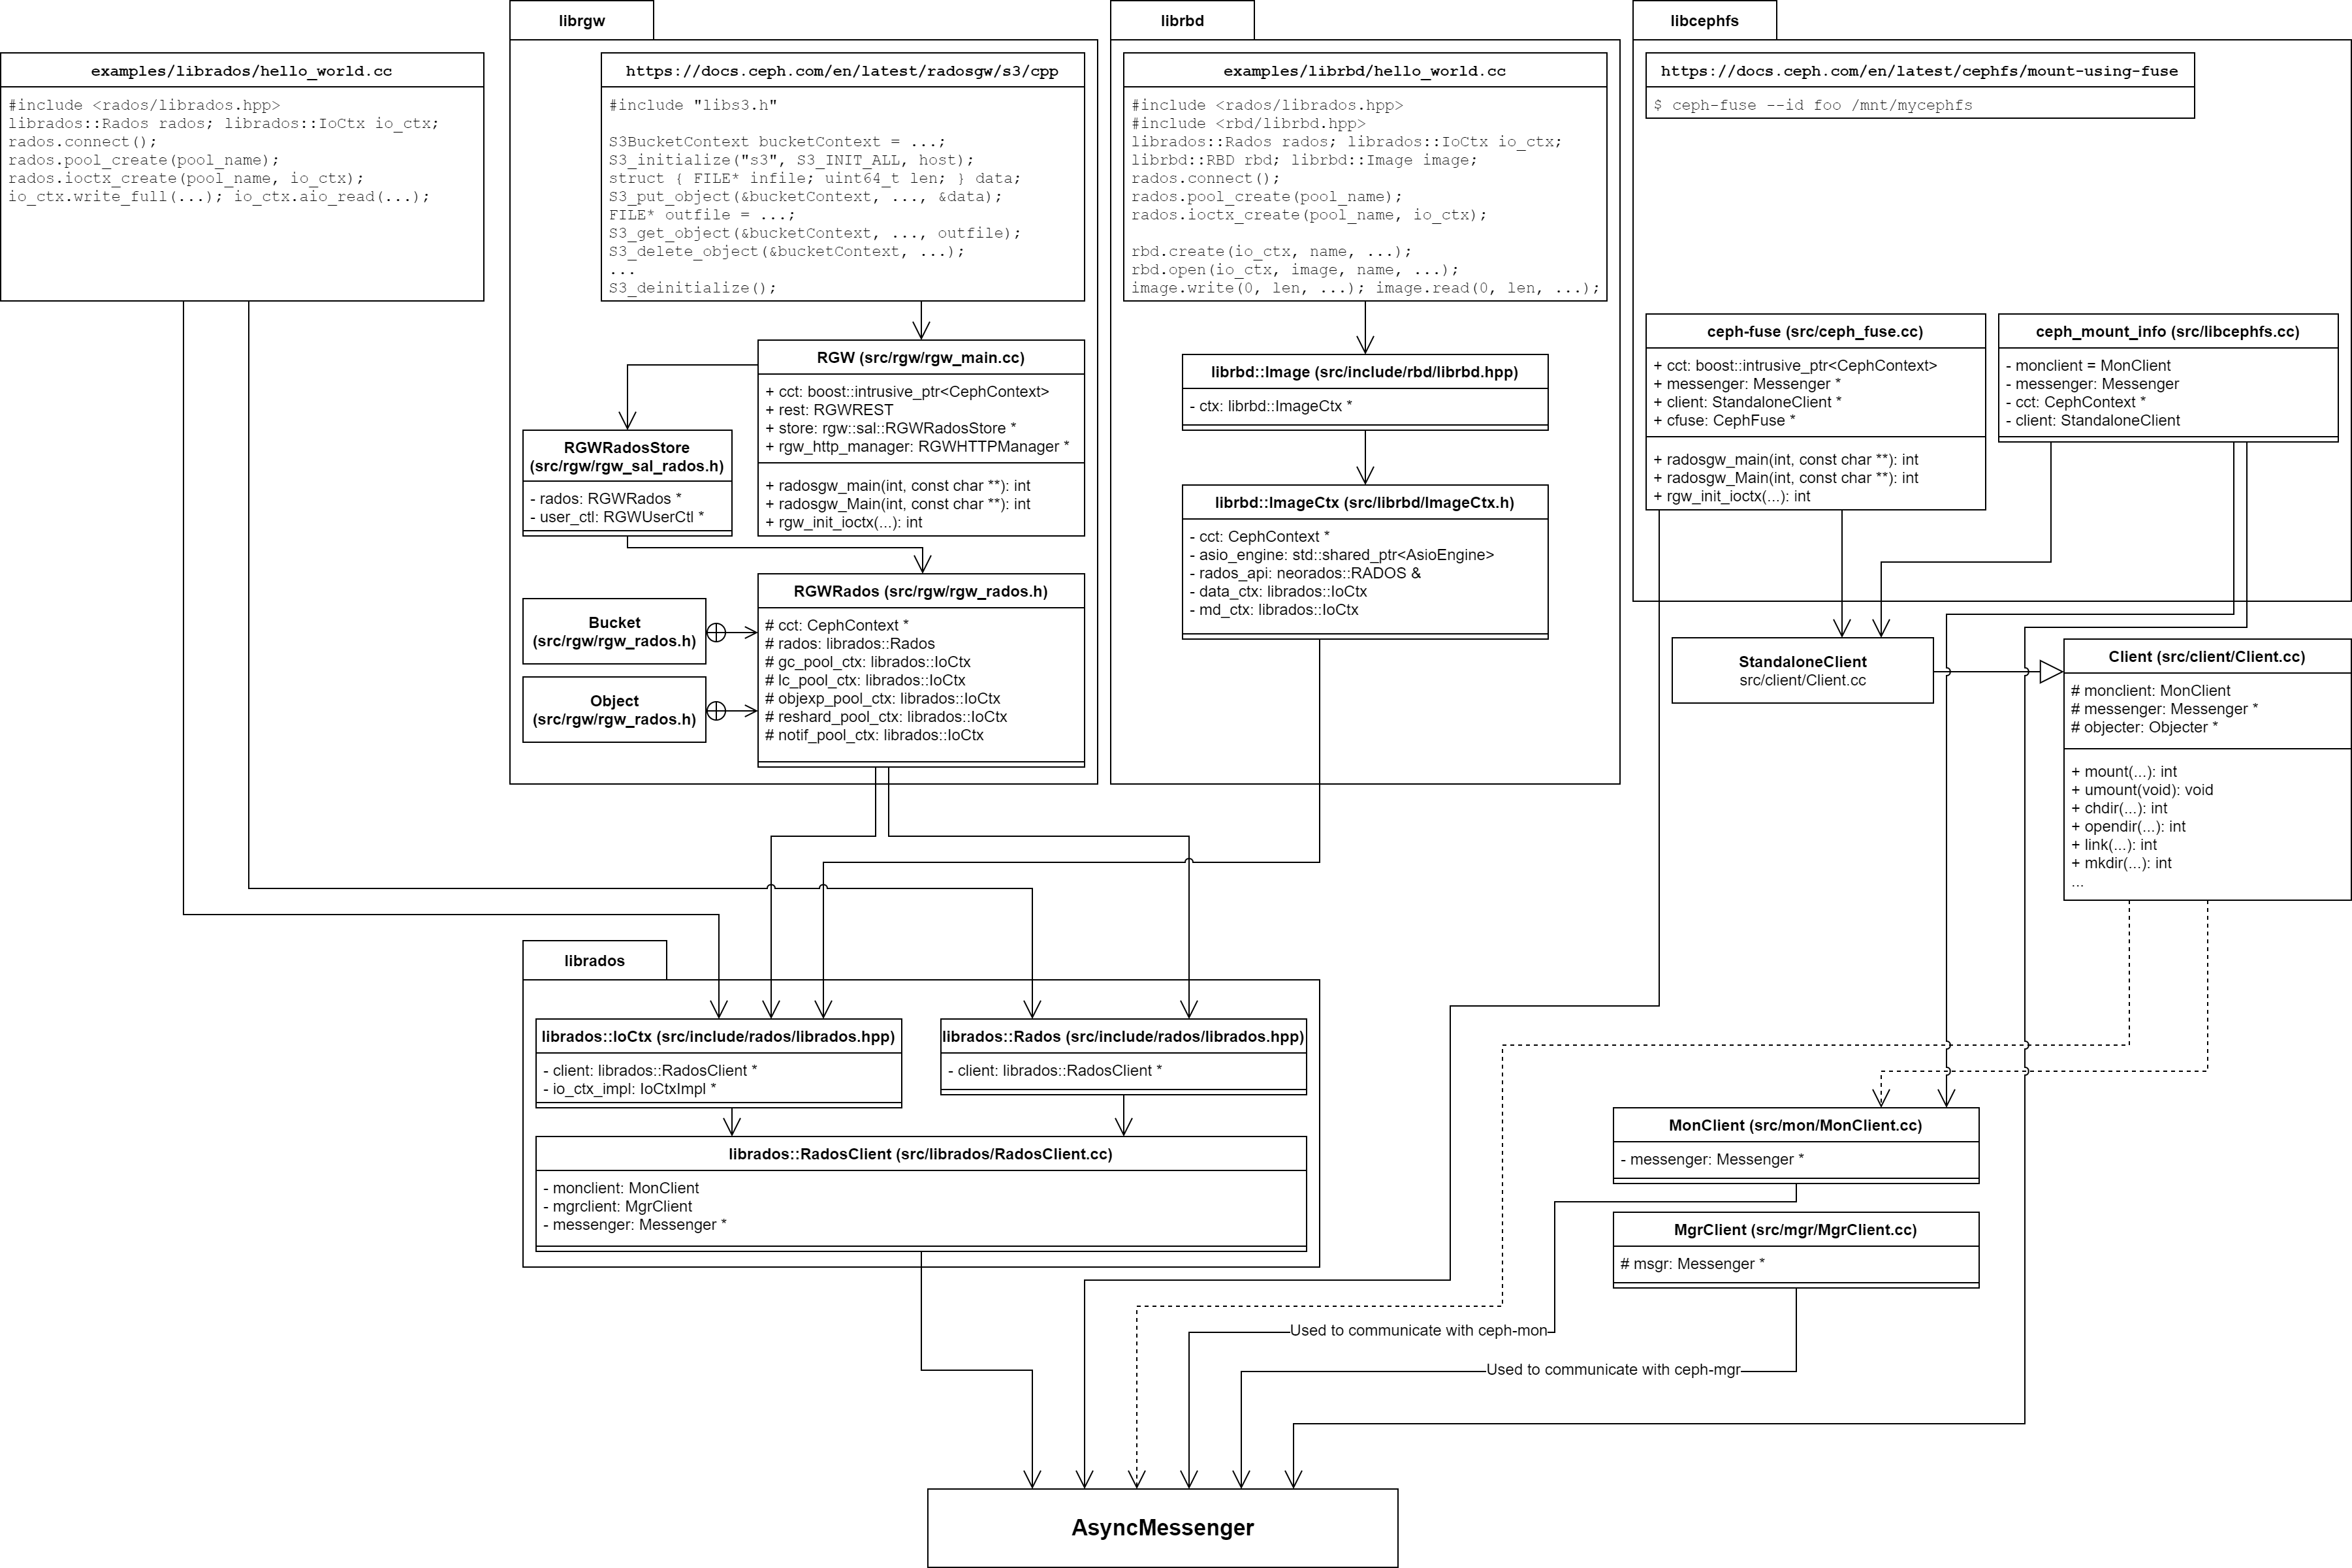 examples/librados/hello_world.cc
#include <rados/librados.hpp>
librados::Rados rados; librados::IoCtx io_ctx;
rados.connect();
rados.pool_create(pool_name);
rados.ioctx_create(pool_name, io_ctx);
io_ctx.write_full(...); io_ctx.aio_read(...);
librgw
https://docs.ceph.com/en/latest/radosgw/s3/cpp
#include "libs3.h"
S3BucketContext bucketContext = ...;
S3_initialize("s3", S3_INIT_ALL, host);
struct { FILE* infile; uint64_t len; } data;
S3_put_object(&bucketContext, ..., &data);
FILE* outfile = ...;
S3_get_object(&bucketContext, ..., outfile);
S3_delete_object(&bucketContext, ...);
...
S3_deinitialize();
RGW (src/rgw/rgw_main.cc)
+ cct: boost::intrusive_ptr<CephContext>
+ rest: RGWREST
+ store: rgw::sal::RGWRadosStore *
+ rgw_http_manager: RGWHTTPManager *
+ radosgw_main(int, const char **): int
+ radosgw_Main(int, const char **): int
+ rgw_init_ioctx(...): int
RGWRadosStore
(src/rgw/rgw_sal_rados.h)
- rados: RGWRados *
- user_ctl: RGWUserCtl *
RGWRados (src/rgw/rgw_rados.h)
# cct: CephContext *
# rados: librados::Rados
# gc_pool_ctx: librados::IoCtx
# lc_pool_ctx: librados::IoCtx
# objexp_pool_ctx: librados::IoCtx
# reshard_pool_ctx: librados::IoCtx
# notif_pool_ctx: librados::IoCtx
Bucket
(src/rgw/rgw_rados.h)
Object
(src/rgw/rgw_rados.h)
librbd
examples/librbd/hello_world.cc
#include <rados/librados.hpp>
#include <rbd/librbd.hpp>
librados::Rados rados; librados::IoCtx io_ctx;
librbd::RBD rbd; librbd::Image image;
rados.connect();
rados.pool_create(pool_name);
rados.ioctx_create(pool_name, io_ctx);
rbd.create(io_ctx, name, ...);
rbd.open(io_ctx, image, name, ...);
image.write(0, len, ...); image.read(0, len, ...);
librbd::Image (src/include/rbd/librbd.hpp)
- ctx: librbd::ImageCtx *
librbd::ImageCtx (src/librbd/ImageCtx.h)
- cct: CephContext *
- asio_engine: std::shared_ptr<AsioEngine>
- rados_api: neorados::RADOS &
- data_ctx: librados::IoCtx
- md_ctx: librados::IoCtx
libcephfs
https://docs.ceph.com/en/latest/cephfs/mount-using-fuse
$ ceph-fuse --id foo /mnt/mycephfs
ceph-fuse (src/ceph_fuse.cc)
+ cct: boost::intrusive_ptr<CephContext>
+ messenger: Messenger *
+ client: StandaloneClient *
+ cfuse: CephFuse *
+ radosgw_main(int, const char **): int
+ radosgw_Main(int, const char **): int
+ rgw_init_ioctx(...): int
ceph_mount_info (src/libcephfs.cc)
- monclient = MonClient
- messenger: Messenger
- cct: CephContext *
- client: StandaloneClient
StandaloneClient
src/client/Client.cc
Client (src/client/Client.cc)
# monclient: MonClient
# messenger: Messenger *
# objecter: Objecter *
+ mount(...): int
+ umount(void): void
+ chdir(...): int
+ opendir(...): int
+ link(...): int
+ mkdir(...): int
...
librados
librados::IoCtx (src/include/rados/librados.hpp)
- client: librados::RadosClient *
- io_ctx_impl: IoCtxImpl *
librados::Rados (src/include/rados/librados.hpp)
- client: librados::RadosClient *
librados::RadosClient (src/librados/RadosClient.cc)
- monclient: MonClient
- mgrclient: MgrClient
- messenger: Messenger *
MonClient (src/mon/MonClient.cc)
- messenger: Messenger *
MgrClient (src/mgr/MgrClient.cc)
# msgr: Messenger *
Used to communicate with ceph-mon
Used to communicate with ceph-mgr
AsyncMessenger